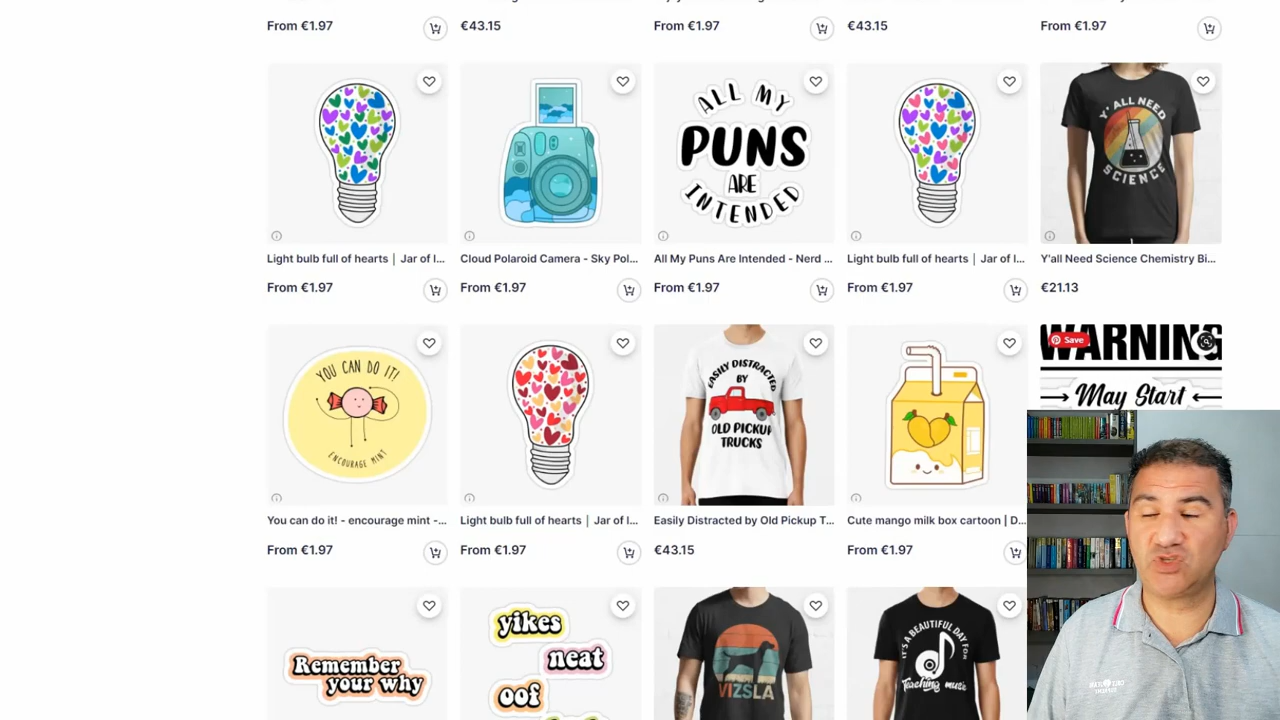 From €1.97
€43.15
From €1.97
€43.15
From €1.97
ALL MY
PUNS
ARE
INTENDED
Y'ALL NEED
SCIENCE
Light bulb full of hearts | Jar of l...
Cloud Polaroid Camera - Sky Pol...
All My Puns Are Intended - Nerd ...
Light bulb full of hearts | Jar of l...
Y'all Need Science Chemistry Bi...
From €1.97
From €1.97
From €1.97
From €1.97
€21.13
YOU CAN DO IT!
ENCOURAGE MINT
EASILY DISTRACTED
BY
OLD PICKUP
TRUCKS
WARNING
Save
May Start
You can do it! - encourage mint -...
Light bulb full of hearts | Jar of l...
Easily Distracted by Old Pickup T...
Cute mango milk box cartoon | D...
From €1.97
From €1.97
€43.15
From €1.97
Remember
your why
yikes
neat
oof
VIZSLA
IT'S A BEAUTIFUL DAY FOR
Teaching music